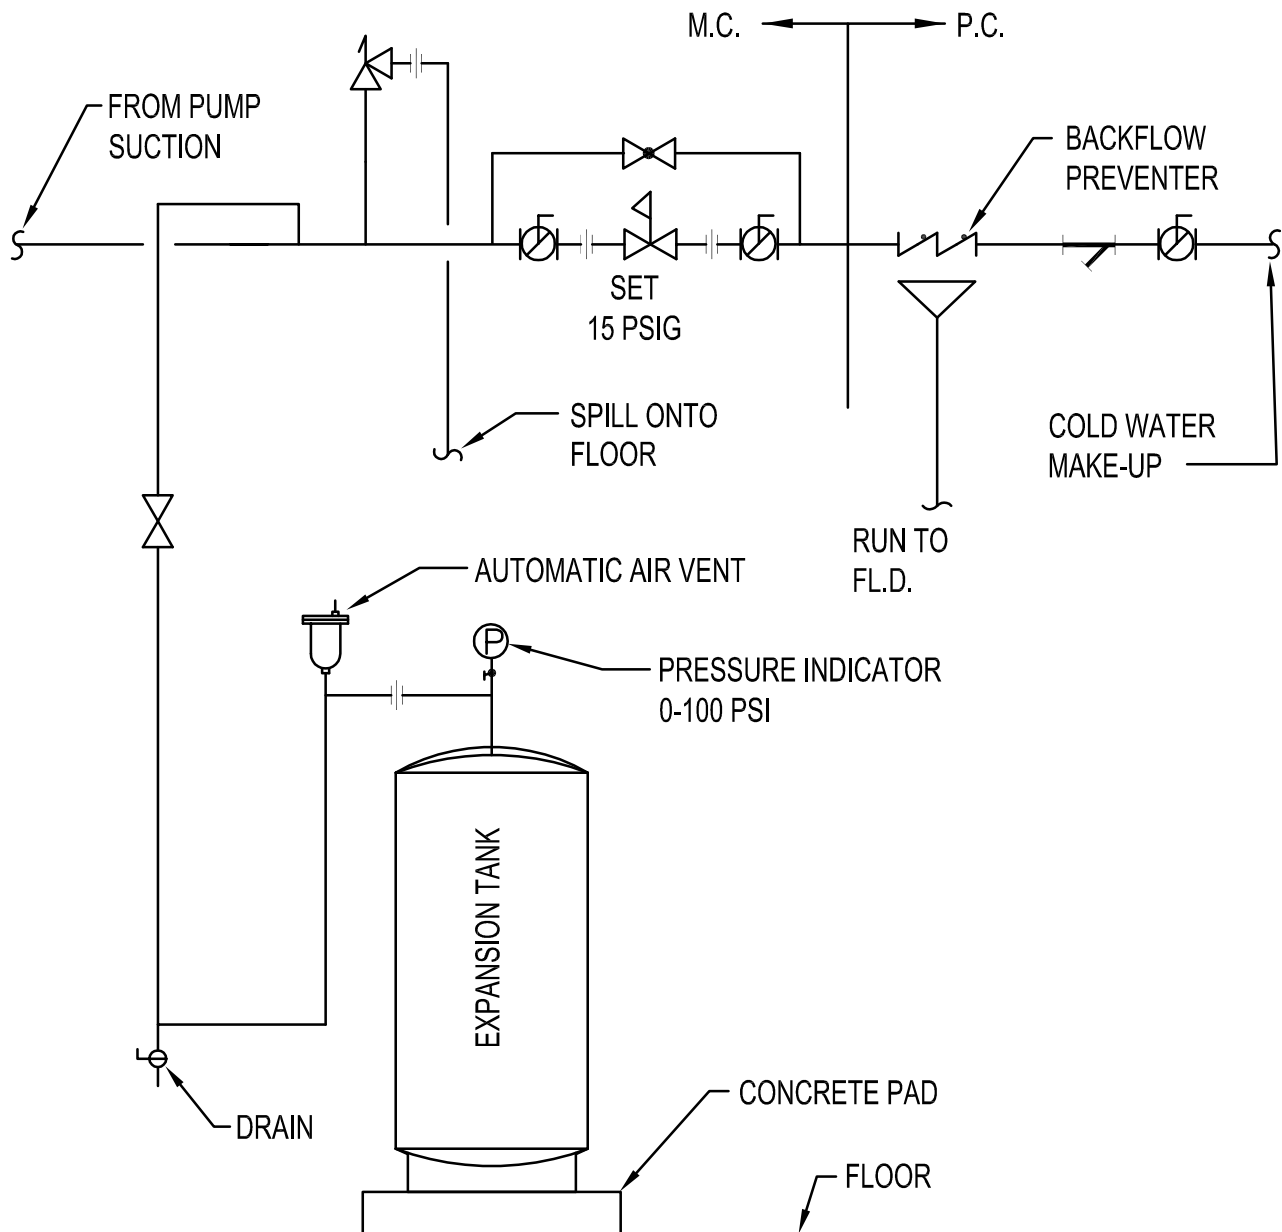 M.C.
P.C.
FROM PUMP
SUCTION
BACKFLOW
PREVENTER
SET
15 PSIG
SPILL ONTO
FLOOR
COLD WATER
MAKE-UP
RUN TO
FL.D.
AUTOMATIC AIR VENT
P
PRESSURE INDICATOR
0-100 PSI
EXPANSION TANK
CONCRETE PAD
DRAIN
FLOOR